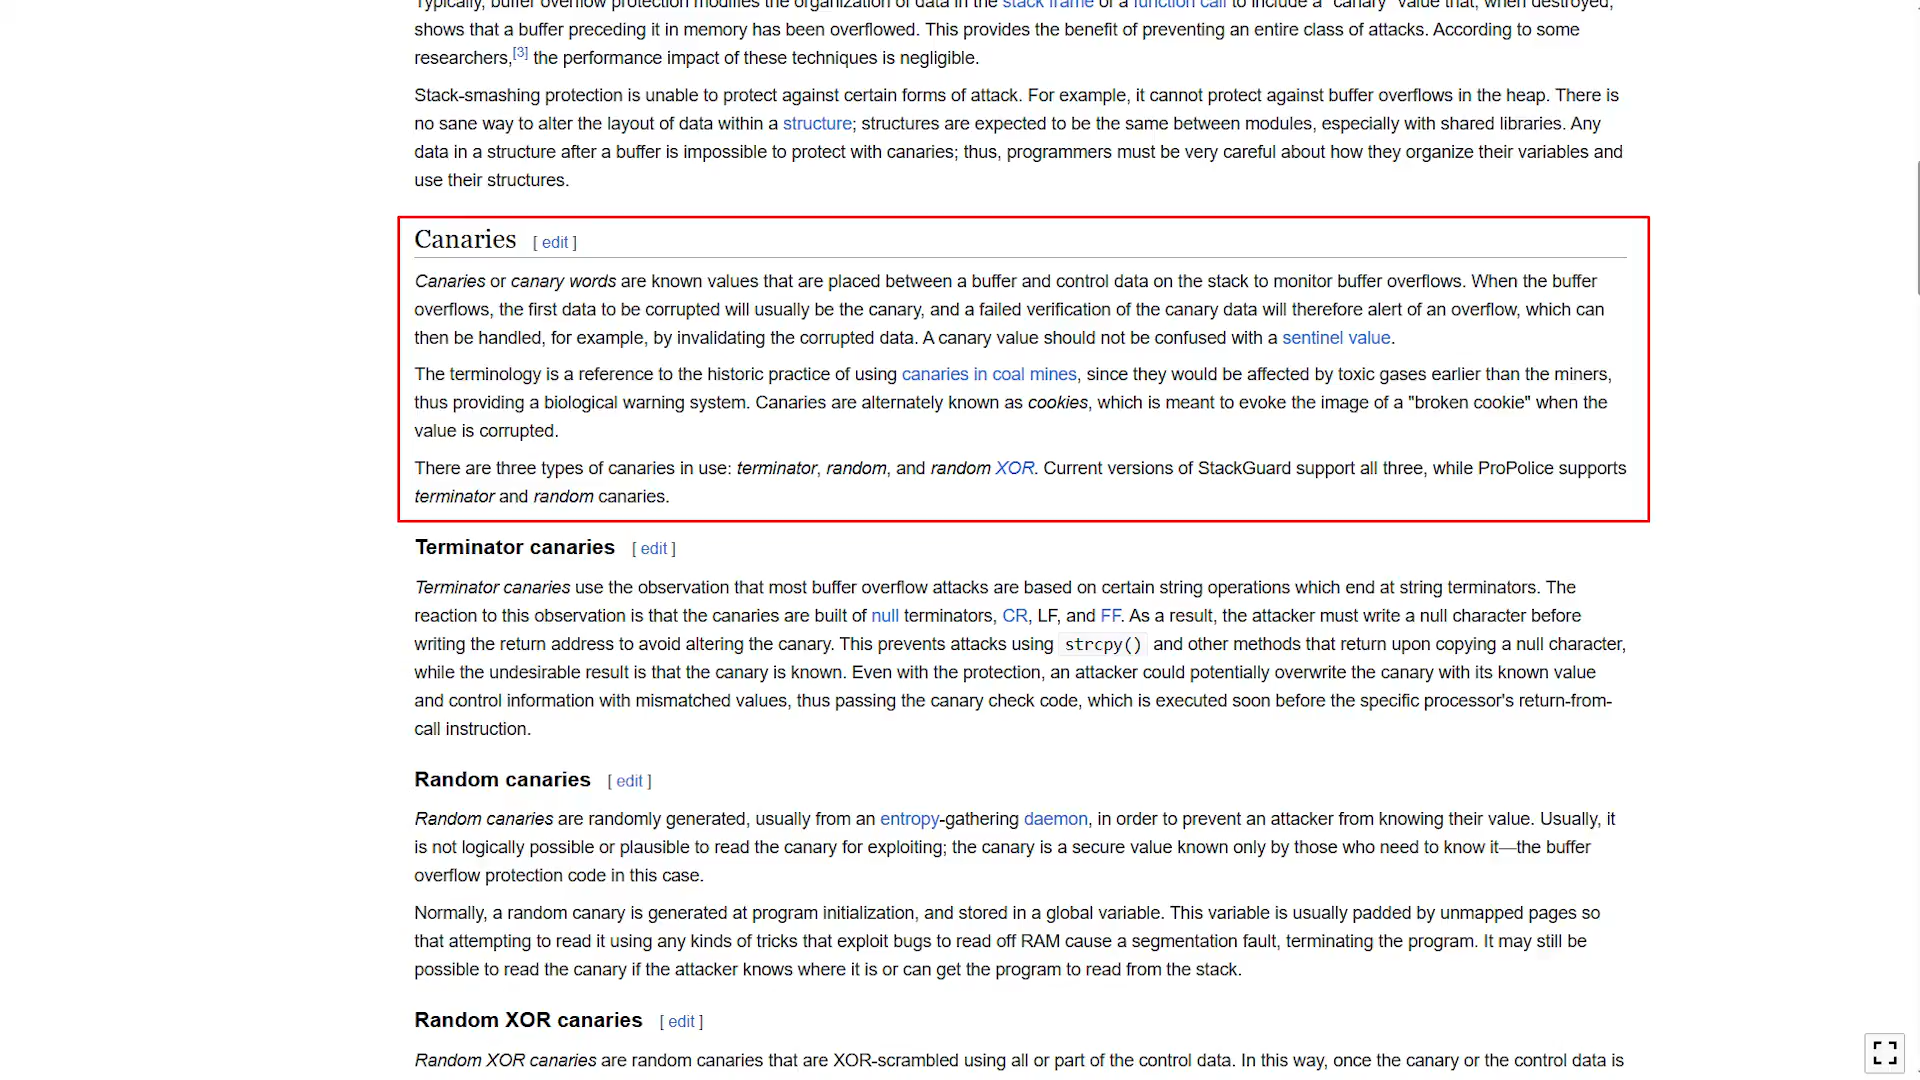 Typically, buffer overflow protection modifies the organization of data in the stack frame of a function call to include a "canary" value that, when destroyed,
shows that a buffer preceding it in memory has been overflowed. This provides the benefit of preventing an entire class of attacks. According to some
researchers,[3] the performance impact of these techniques is negligible.
Stack-smashing protection is unable to protect against certain forms of attack. For example, it cannot protect against buffer overflows in the heap. There is
no sane way to alter the layout of data within a structure; structures are expected to be the same between modules, especially with shared libraries. Any
data in a structure after a buffer is impossible to protect with canaries; thus, programmers must be very careful about how they organize their variables and
use their structures.
Canaries [ edit ]
Canaries or canary words are known values that are placed between a buffer and control data on the stack to monitor buffer overflows. When the buffer
overflows, the first data to be corrupted will usually be the canary, and a failed verification of the canary data will therefore alert of an overflow, which can
then be handled, for example, by invalidating the corrupted data. A canary value should not be confused with a sentinel value.
The terminology is a reference to the historic practice of using canaries in coal mines, since they would be affected by toxic gases earlier than the miners,
thus providing a biological warning system. Canaries are alternately known as cookies, which is meant to evoke the image of a "broken cookie" when the
value is corrupted.
There are three types of canaries in use: terminator, random, and random XOR. Current versions of StackGuard support all three, while ProPolice supports
terminator and random canaries.
Terminator canaries [ edit ]
Terminator canaries use the observation that most buffer overflow attacks are based on certain string operations which end at string terminators. The
reaction to this observation is that the canaries are built of null terminators, CR, LF, and FF. As a result, the attacker must write a null character before
writing the return address to avoid altering the canary. This prevents attacks using strcpy() and other methods that return upon copying a null character,
while the undesirable result is that the canary is known. Even with the protection, an attacker could potentially overwrite the canary with its known value
and control information with mismatched values, thus passing the canary check code, which is executed soon before the specific processor's return-from-
call instruction.
Random canaries [ edit ]
Random canaries are randomly generated, usually from an entropy-gathering daemon, in order to prevent an attacker from knowing their value. Usually, it
is not logically possible or plausible to read the canary for exploiting; the canary is a secure value known only by those who need to know it—the buffer
overflow protection code in this case.
Normally, a random canary is generated at program initialization, and stored in a global variable. This variable is usually padded by unmapped pages so
that attempting to read it using any kinds of tricks that exploit bugs to read off RAM cause a segmentation fault, terminating the program. It may still be
possible to read the canary if the attacker knows where it is or can get the program to read from the stack.
Random XOR canaries [ edit ]
Random XOR canaries are random canaries that are XOR-scrambled using all or part of the control data. In this way, once the canary or the control data is